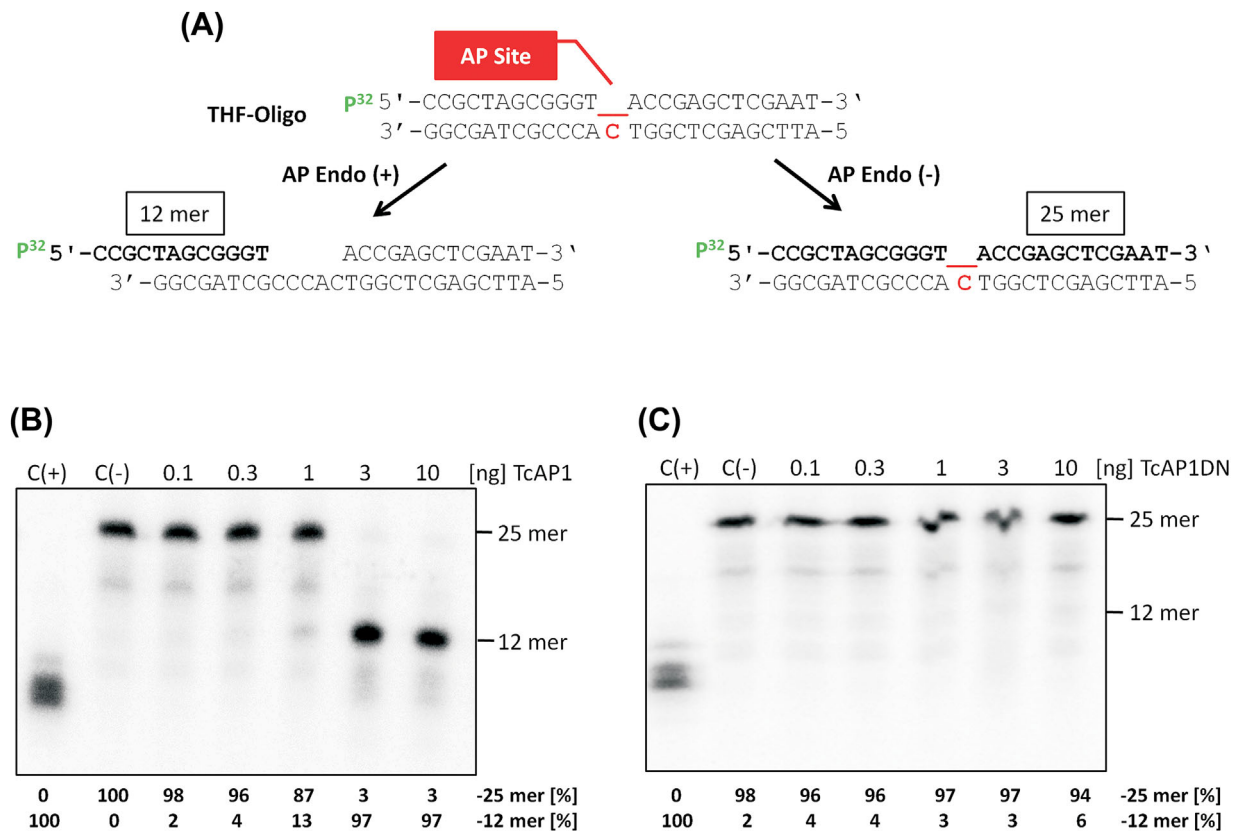 (A)
AP Site
THF-Oligo
P32 5'-CCGCTAGCGGGT ACCGAGCTCGAAT-3‘
3’-GGCGATCGCCCA C TGGCTCGAGCTTA-5
AP Endo (+) AP Endo (-)
12 mer 25 mer
P32 5'-CCGCTAGCGGGT ACCGAGCTCGAAT-3‘ P32 5'-CCGCTAGCGGGT ACCGAGCTCGAAT-3‘
3’-GGCGATCGCCCACTGGCTCGAGCTTA-5 3’-GGCGATCGCCCA C TGGCTCGAGCTTA-5
(B)
C(+) C(-) 0.1 0.3 1 3 10 [ng] TcAP1
25 mer
12 mer
0 100 98 96 87 3 3 -25 mer [%]
100 0 2 4 13 97 97 -12 mer [%]
(C)
C(+) C(-) 0.1 0.3 1 3 10 [ng] TcAP1DN
25 mer
12 mer
0 98 96 96 97 97 94 -25 mer [%]
100 2 4 4 3 3 6 -12 mer [%]